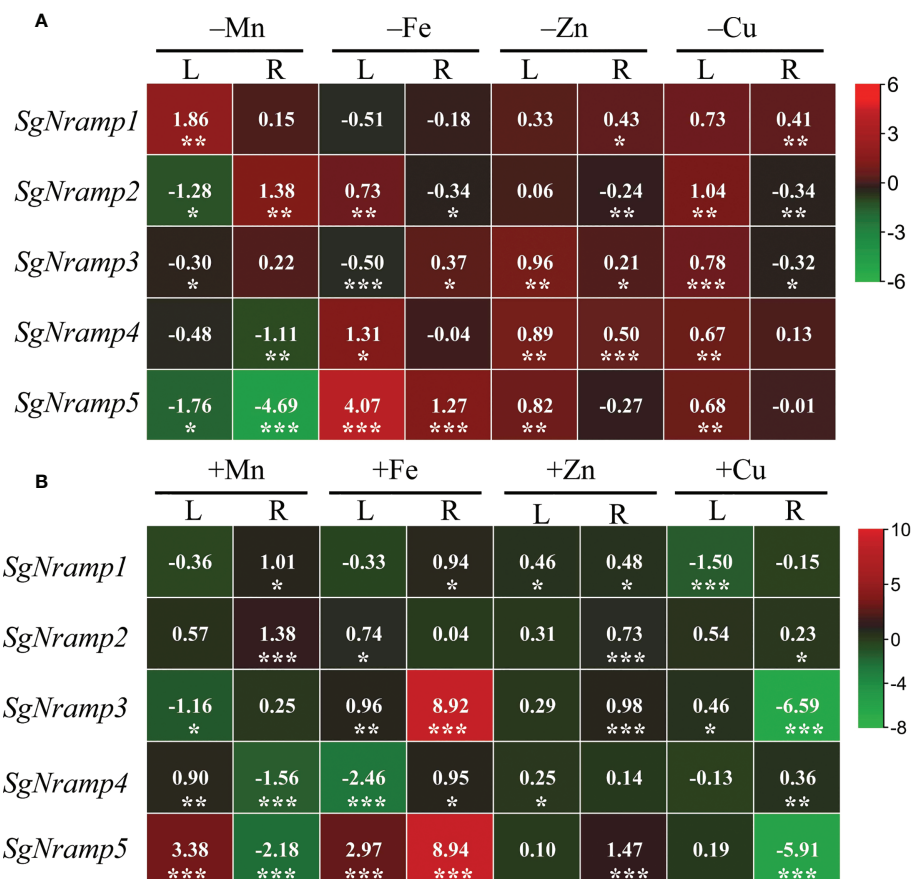 A
–Mn –Fe –Zn –Cu
L R L R L R L R
SgNramp1 1.86 0.15 -0.51 -0.18 0.33 0.43 0.73 0.41
** * **
SgNramp2 -1.28 1.38 0.73 -0.34 0.06 -0.24 1.04 -0.34
* ** ** * ** ** **
SgNramp3 -0.30 0.22 -0.50 0.37 0.96 0.21 0.78 -0.32
* *** * ** * *** *
SgNramp4 -0.48 -1.11 1.31 -0.04 0.89 0.50 0.67 0.13
** * ** *** **
SgNramp5 -1.76 -4.69 4.07 1.27 0.82 -0.27 0.68 -0.01
* *** *** *** ** **
6
3
0
-3
-6
B
+Mn +Fe +Zn +Cu
L R L R L R L R
SgNramp1 -0.36 1.01 -0.33 0.94 0.46 0.48 -1.50 -0.15
* * * * ***
SgNramp2 0.57 1.38 0.74 0.04 0.31 0.73 0.54 0.23
*** * *** *
SgNramp3 -1.16 0.25 0.96 8.92 0.29 0.98 0.46 -6.59
* ** *** *** * ***
SgNramp4 0.90 -1.56 -2.46 0.95 0.25 0.14 -0.13 0.36
** *** *** * * **
SgNramp5 3.38 -2.18 2.97 8.94 0.10 1.47 0.19 -5.91
*** *** *** *** *** ***
10
5
0
-4
-8